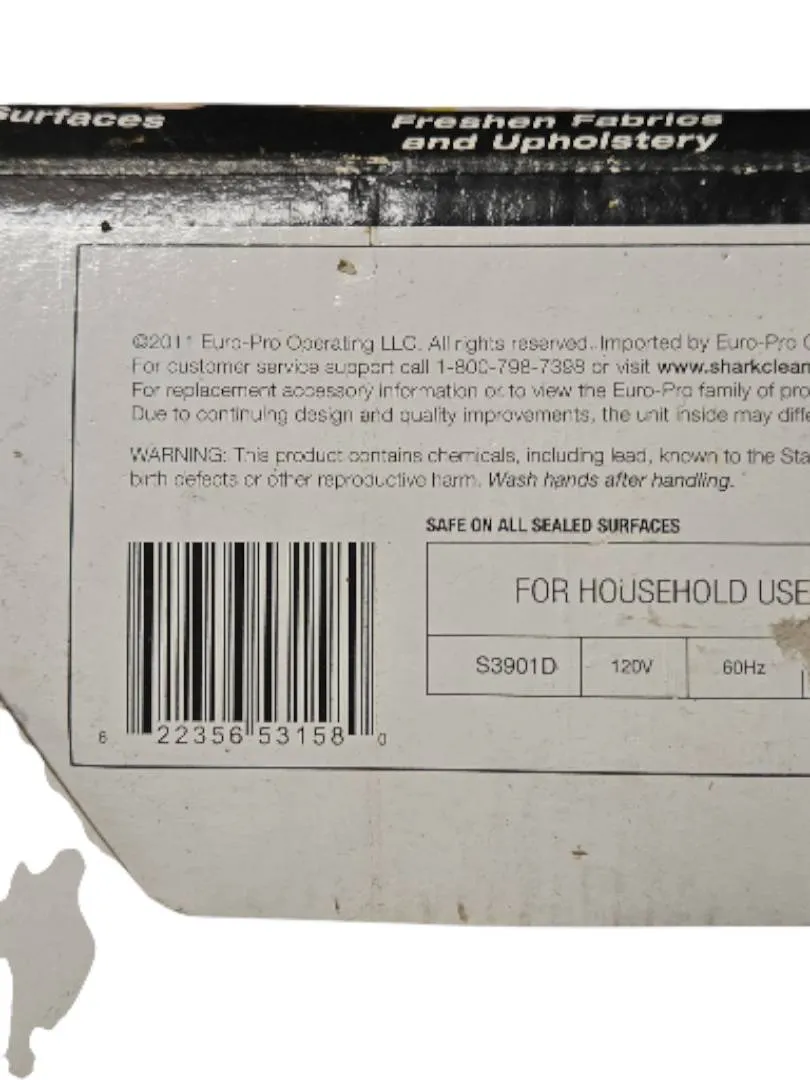 Surfaces
Freshen Fabrics
and Upholstery
©2011 Euro-Pro Operating LLC. All rights reserved. Imported by Euro-Pro
For customer service support call 1-800-798-7398 or visit www.sharkclean
For replacement accessory information or to view the Euro-Pro family of pro
Due to continuing design and quality improvements, the unit inside may diffe
WARNING: This product contains chemicals, including lead, known to the Sta
birth defects or other reproductive harm. Wash hands after handling.
SAFE ON ALL SEALED SURFACES
FOR HOUSEHOLD USE
S3901D 120V 60Hz
6 22356 53158 0